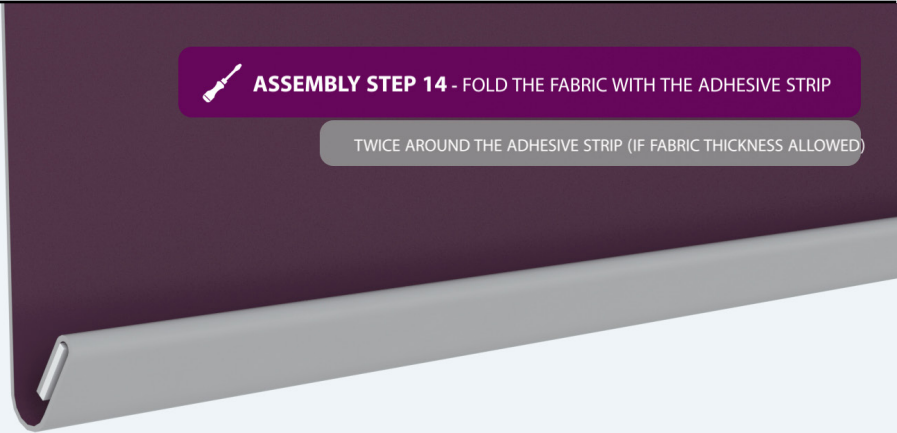 ASSEMBLY STEP 14 - FOLD THE FABRIC WITH THE ADHESIVE STRIP
TWICE AROUND THE ADHESIVE STRIP (IF FABRIC THICKNESS ALLOWED)